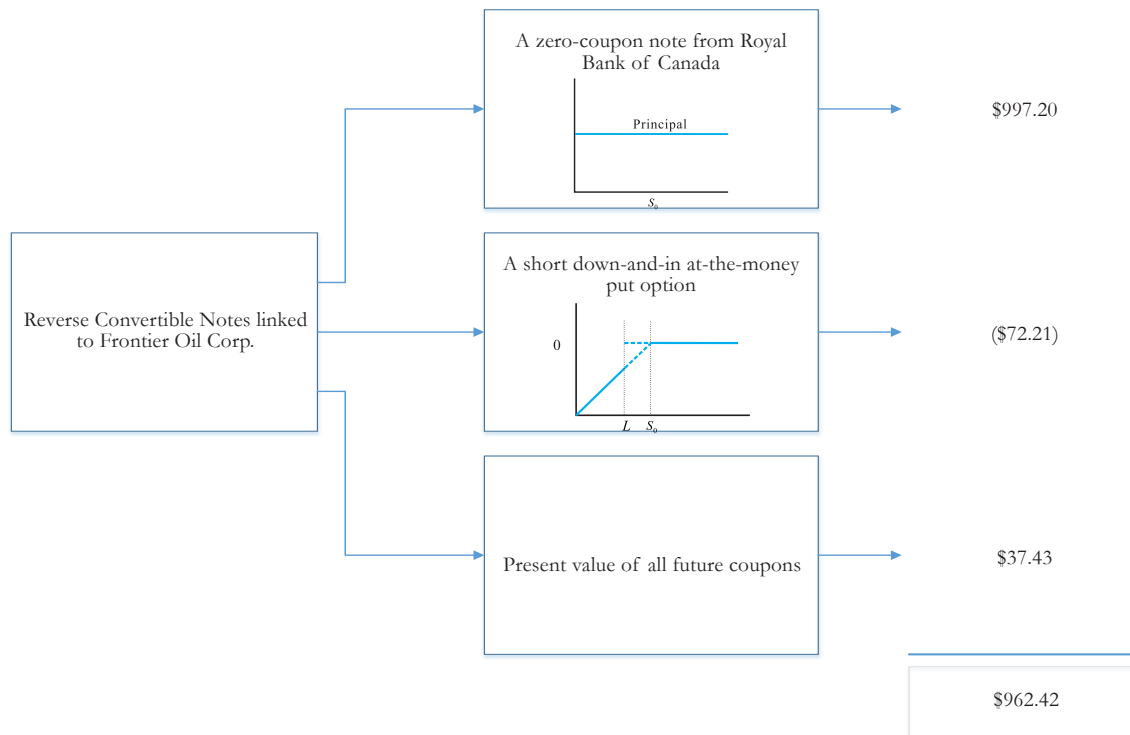 Reverse Convertible Notes linked
to Frontier Oil Corp.
A zero-coupon note from Royal
Bank of Canada
Principal
S₀
$997.20
A short down-and-in at-the-money
put option
0
L
S₀
($72.21)
Present value of all future coupons
$37.43
$962.42